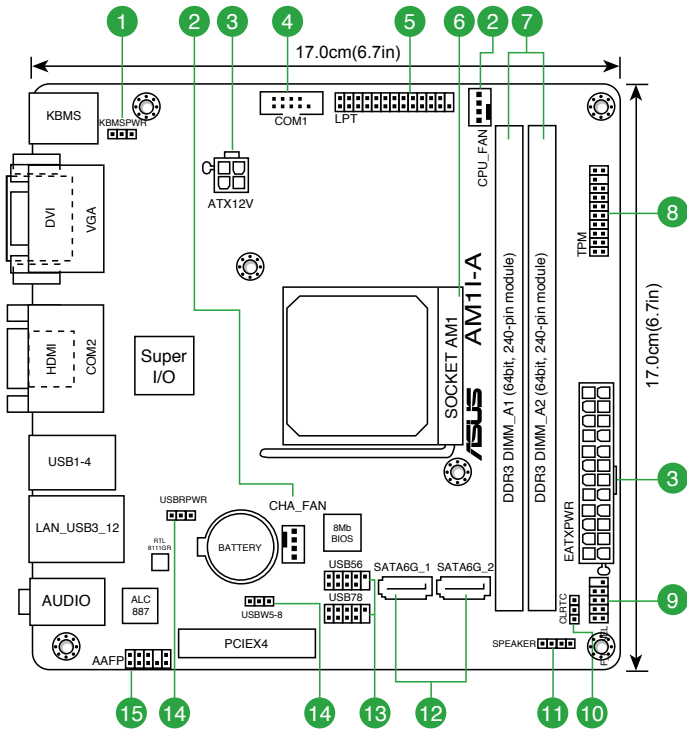 1
2
3
4
5
6
2
7
17.0cm(6.7in)
KBMS
KBMSPWR
COM1
LPT
CPU_FAN
ATX12V
DVI
VGA
TPM
8
17.0cm(6.7in)
HDMI
COM2
Super
I/O
SOCKET AM1
AM1I-A
ASUS
DDR3 DIMM_A1 (64bit, 240-pin module)
DDR3 DIMM_A2 (64bit, 240-pin module)
USB1-4
LAN_USB3_12
USBRPWR
CHA_FAN
RTL
8111GR
BATTERY
8Mb
BIOS
EATXPWR
3
USB56
SATA6G_1
SATA6G_2
AUDIO
ALC
887
USBW5-8
USB78
CLRTC
9
PCIEX4
SPEAKER
AAFP
15
14
14
13
12
11
10